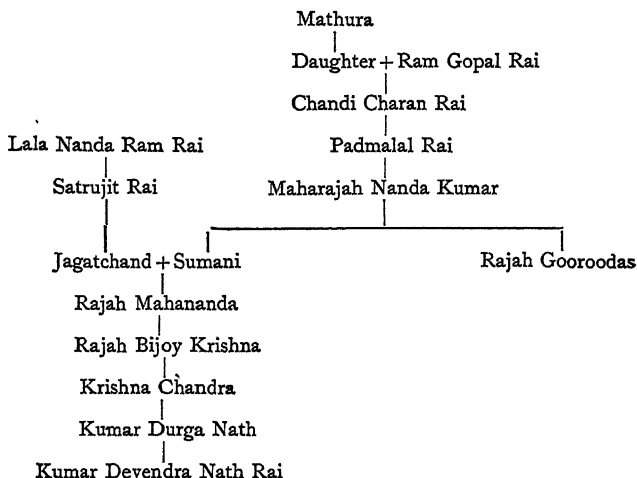 Mathura
Daughter + Ram Gopal Rai
Chandi Charan Rai
Lala Nanda Ram Rai Padmalal Rai
Satrujit Rai Maharajah Nanda Kumar
Jagatchand + Sumani Rajah Gooroodas
Rajah Mahananda
Rajah Bijoy Krishna
Krishna Chandra
Kumar Durga Nath
Kumar Devendra Nath Rai